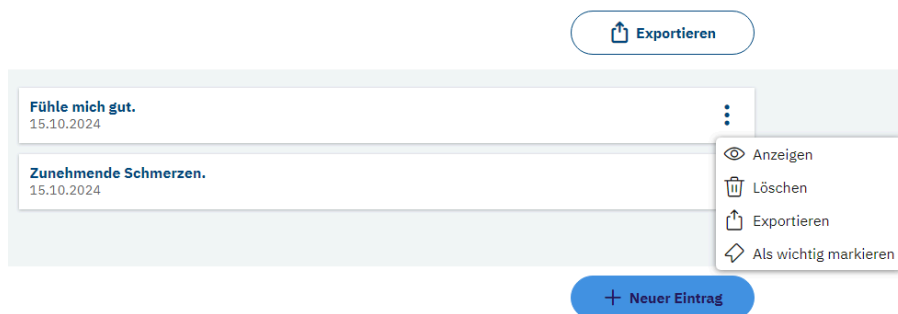 Exportieren
Fühle mich gut.
15.10.2024
Zunehmende Schmerzen.
15.10.2024
Anzeigen
Löschen
Exportieren
Als wichtig markieren
Neuer Eintrag